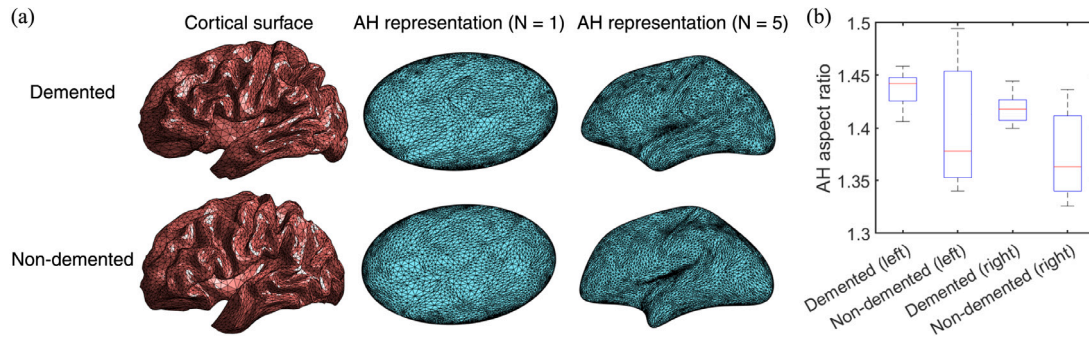 (a)
Cortical surface
AH representation (N = 1)
AH representation (N = 5)
Demented
Non-demented
(b)
AH aspect ratio
1.5
1.45
1.4
1.35
1.3
Demented (left)
Non-demented (left)
Demented (right)
Non-demented (right)